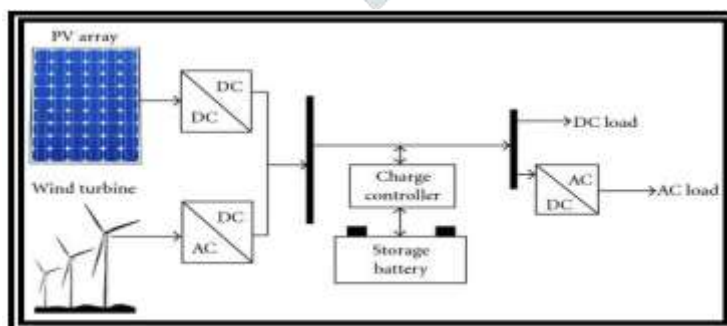 PV array
DC
DC
DC load
Wind turbine
Charge
controller
AC
DC
AC load
DC
AC
Storage
battery